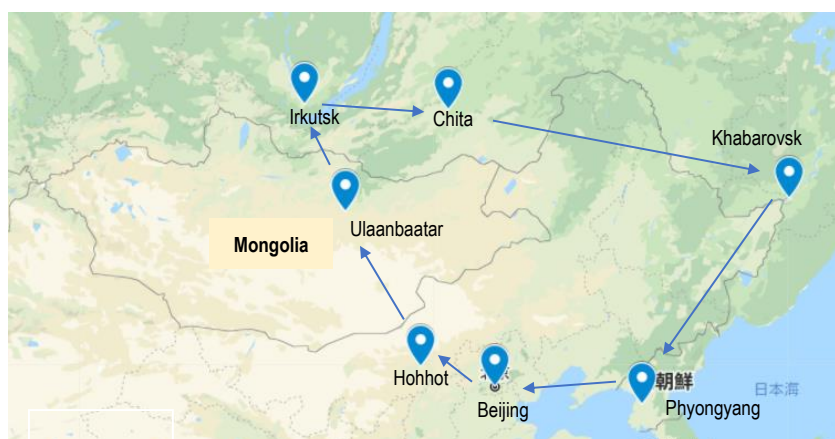 Irkutsk
Chita
Khabarovsk
Ulaanbaatar
Mongolia
Hohhot
朝鮮
日本海
Beijing
Phyongyang